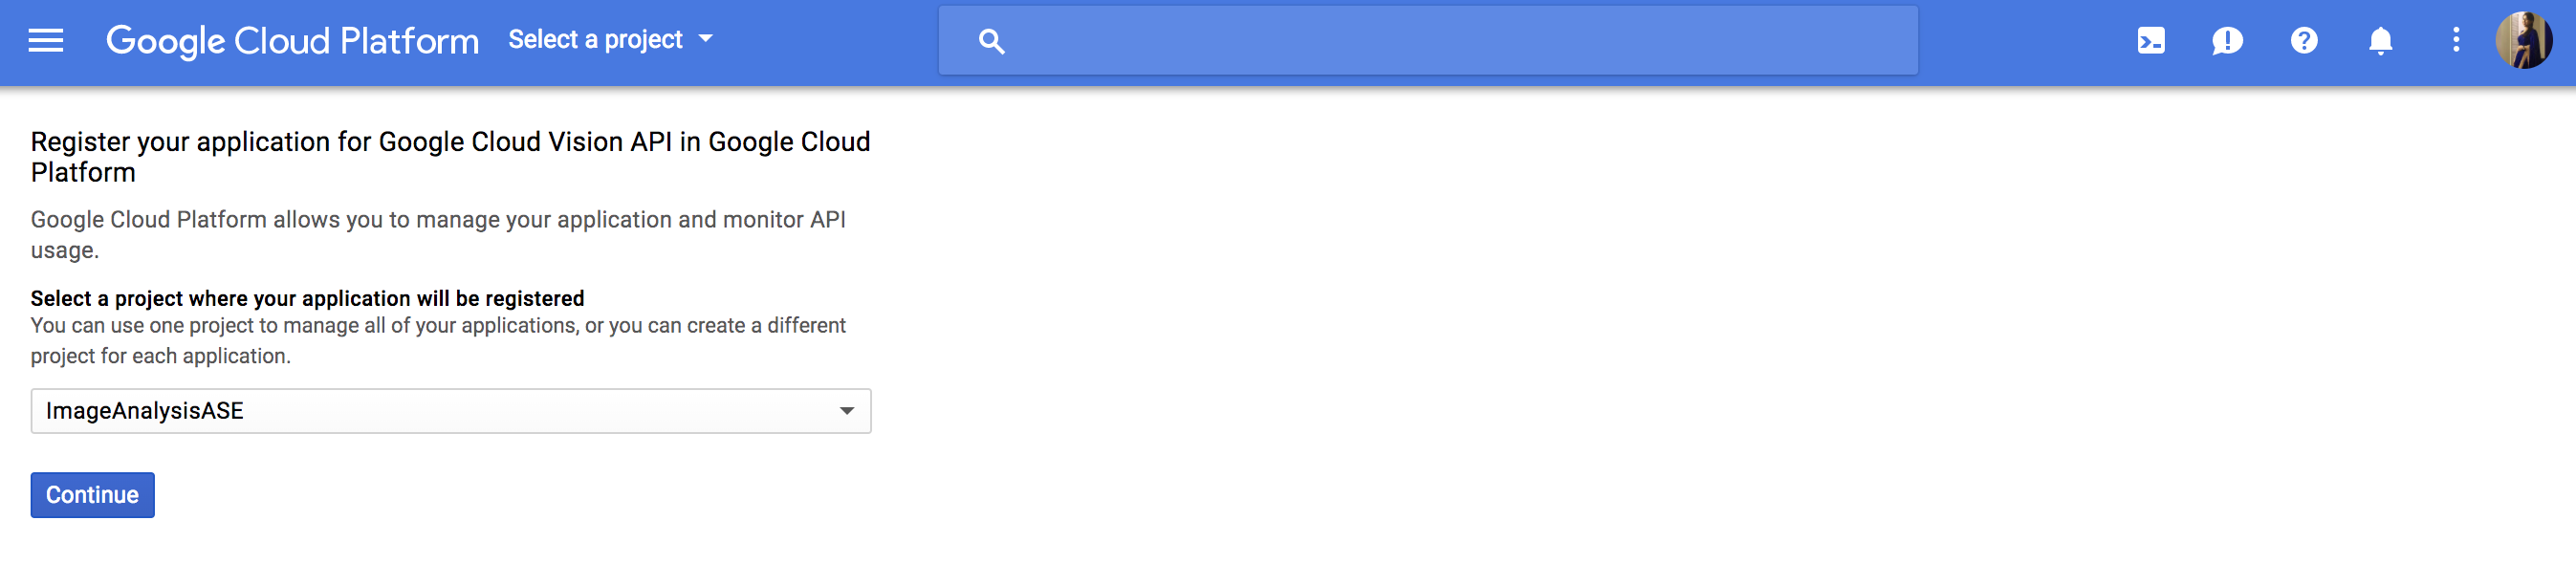 Google Cloud Platform Select a project
Register your application for Google Cloud Vision API in Google Cloud
Platform
Google Cloud Platform allows you to manage your application and monitor API
usage.
Select a project where your application will be registered
You can use one project to manage all of your applications, or you can create a different
project for each application.
ImageAnalysisASE
Continue